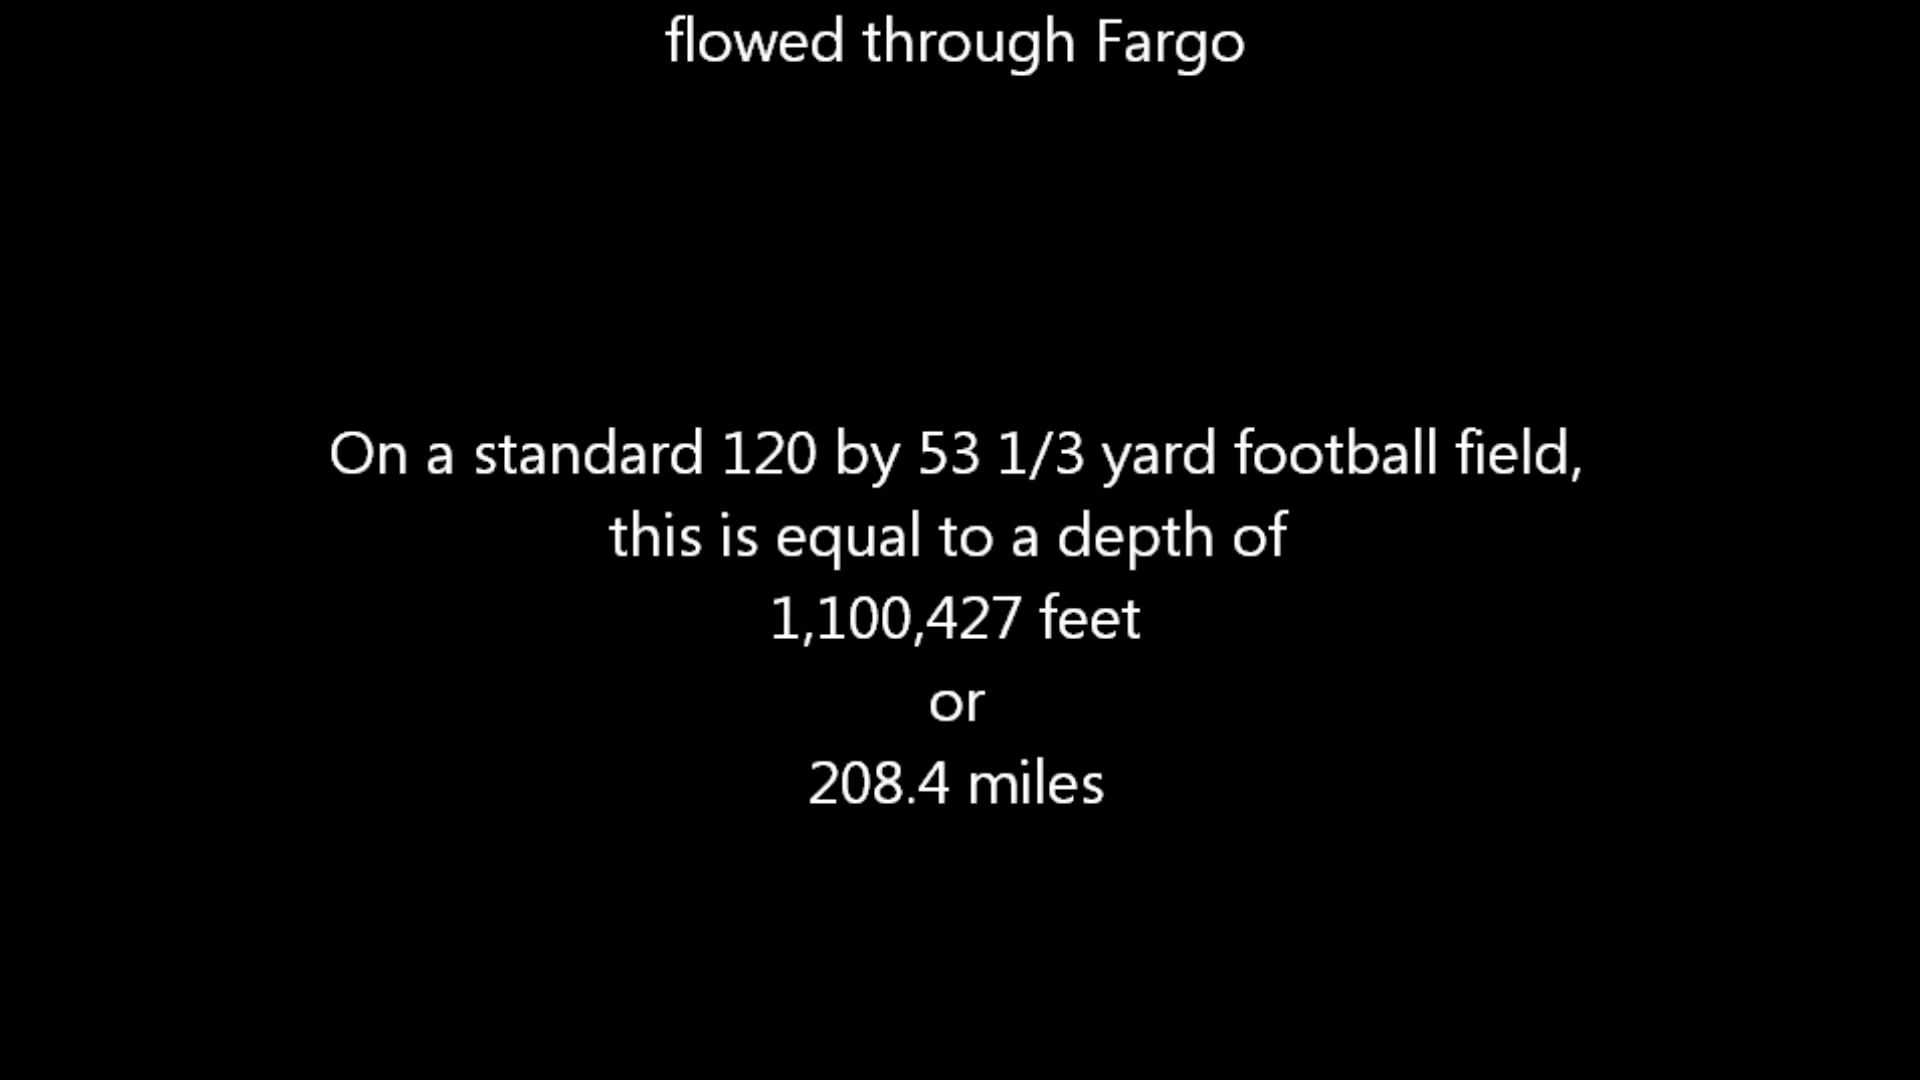 flowed through Fargo
On a standard 120 by 53 1/3 yard football field,
this is equal to a depth of
1,100,427 feet
or
208.4 miles